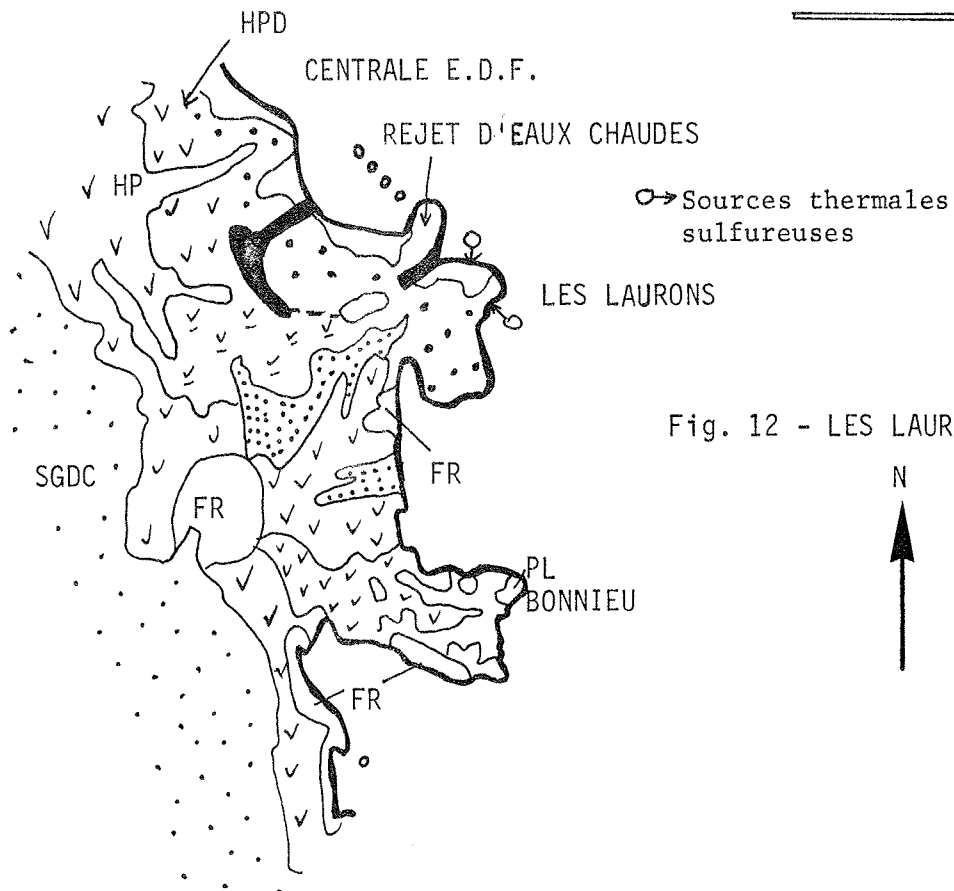 HPD
CENTRALE E.D.F.
REJET D'EAUX CHAUDES
HP
Sources thermales
sulfureuses
LES LAURONS
Fig. 12 - LES LAUR
SGDC
FR
FR
N
PL
BONNIEU
FR